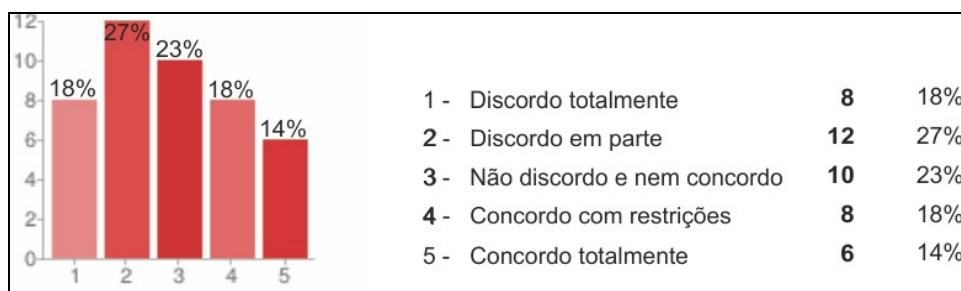 12
27%
23%
10
18%
18%
8
14%
6
4
2
0
1 2 3 4 5
1 - Discordo totalmente 8 18%
2 - Discordo em parte 12 27%
3 - Não discordo e nem concordo 10 23%
4 - Concordo com restrições 8 18%
5 - Concordo totalmente 6 14%